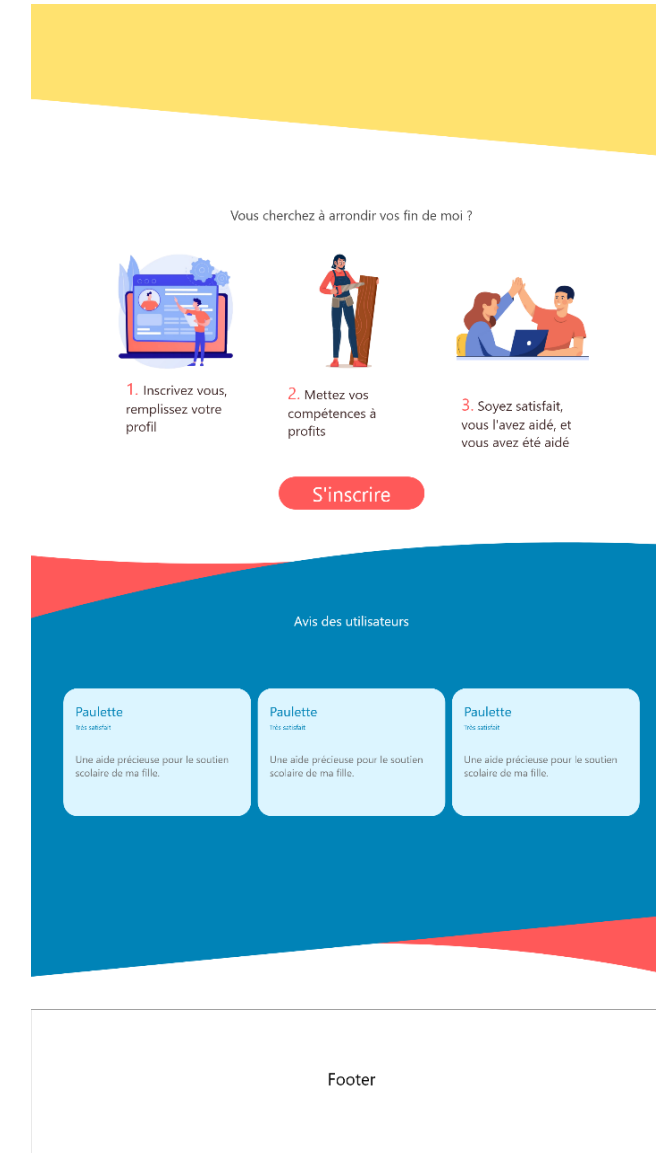 Vous cherchez à arrondir vos fin de moi ?
1. Inscrivez vous,
remplissez votre
profil
2. Mettez vos
compétences à
profits
3. Soyez satisfait,
vous l'avez aidé, et
vous avez été aidé
S'inscrire
Avis des utilisateurs
Paulette
Très satisfait
Une aide précieuse pour le soutien
scolaire de ma fille.
Paulette
Très satisfait
Une aide précieuse pour le soutien
scolaire de ma fille.
Paulette
Très satisfait
Une aide précieuse pour le soutien
scolaire de ma fille.
Footer